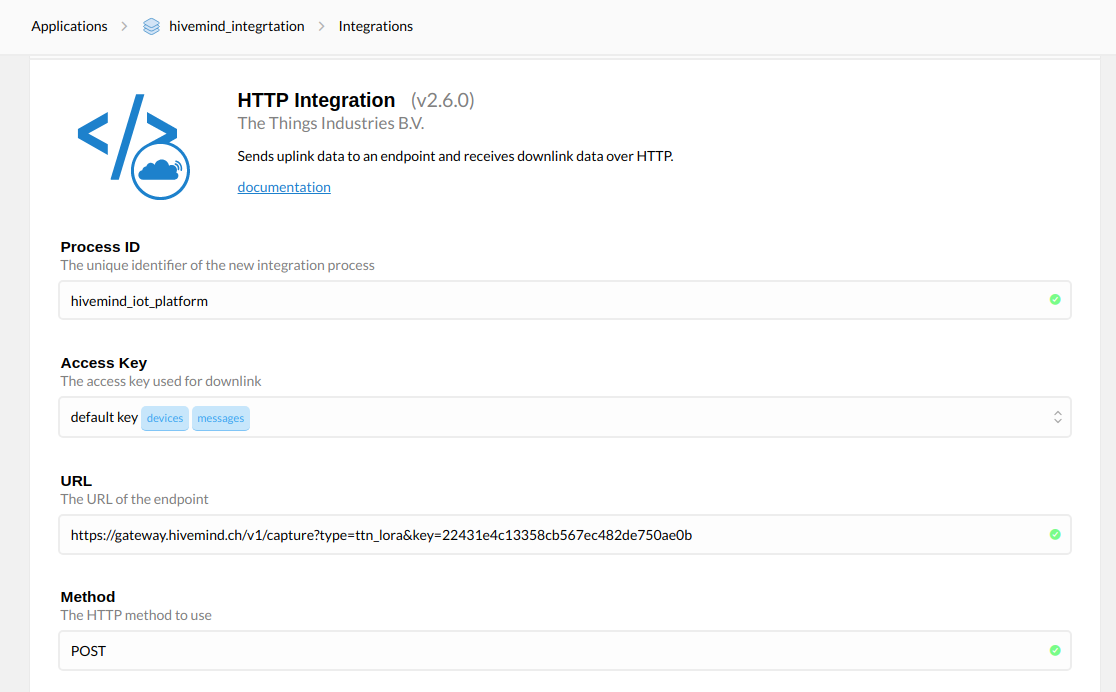 Applications > hivemind_integrtation > Integrations
HTTP Integration (v2.6.0)
The Things Industries B.V.
Sends uplink data to an endpoint and receives downlink data over HTTP.
documentation
Process ID
The unique identifier of the new integration process
hivemind_iot_platform
Access Key
The access key used for downlink
default key devices messages
URL
The URL of the endpoint
https://gateway.hivemind.ch/v1/capture?type=ttn_lora&key=22431e4c13358cb567ec482de750ae0b
Method
The HTTP method to use
POST